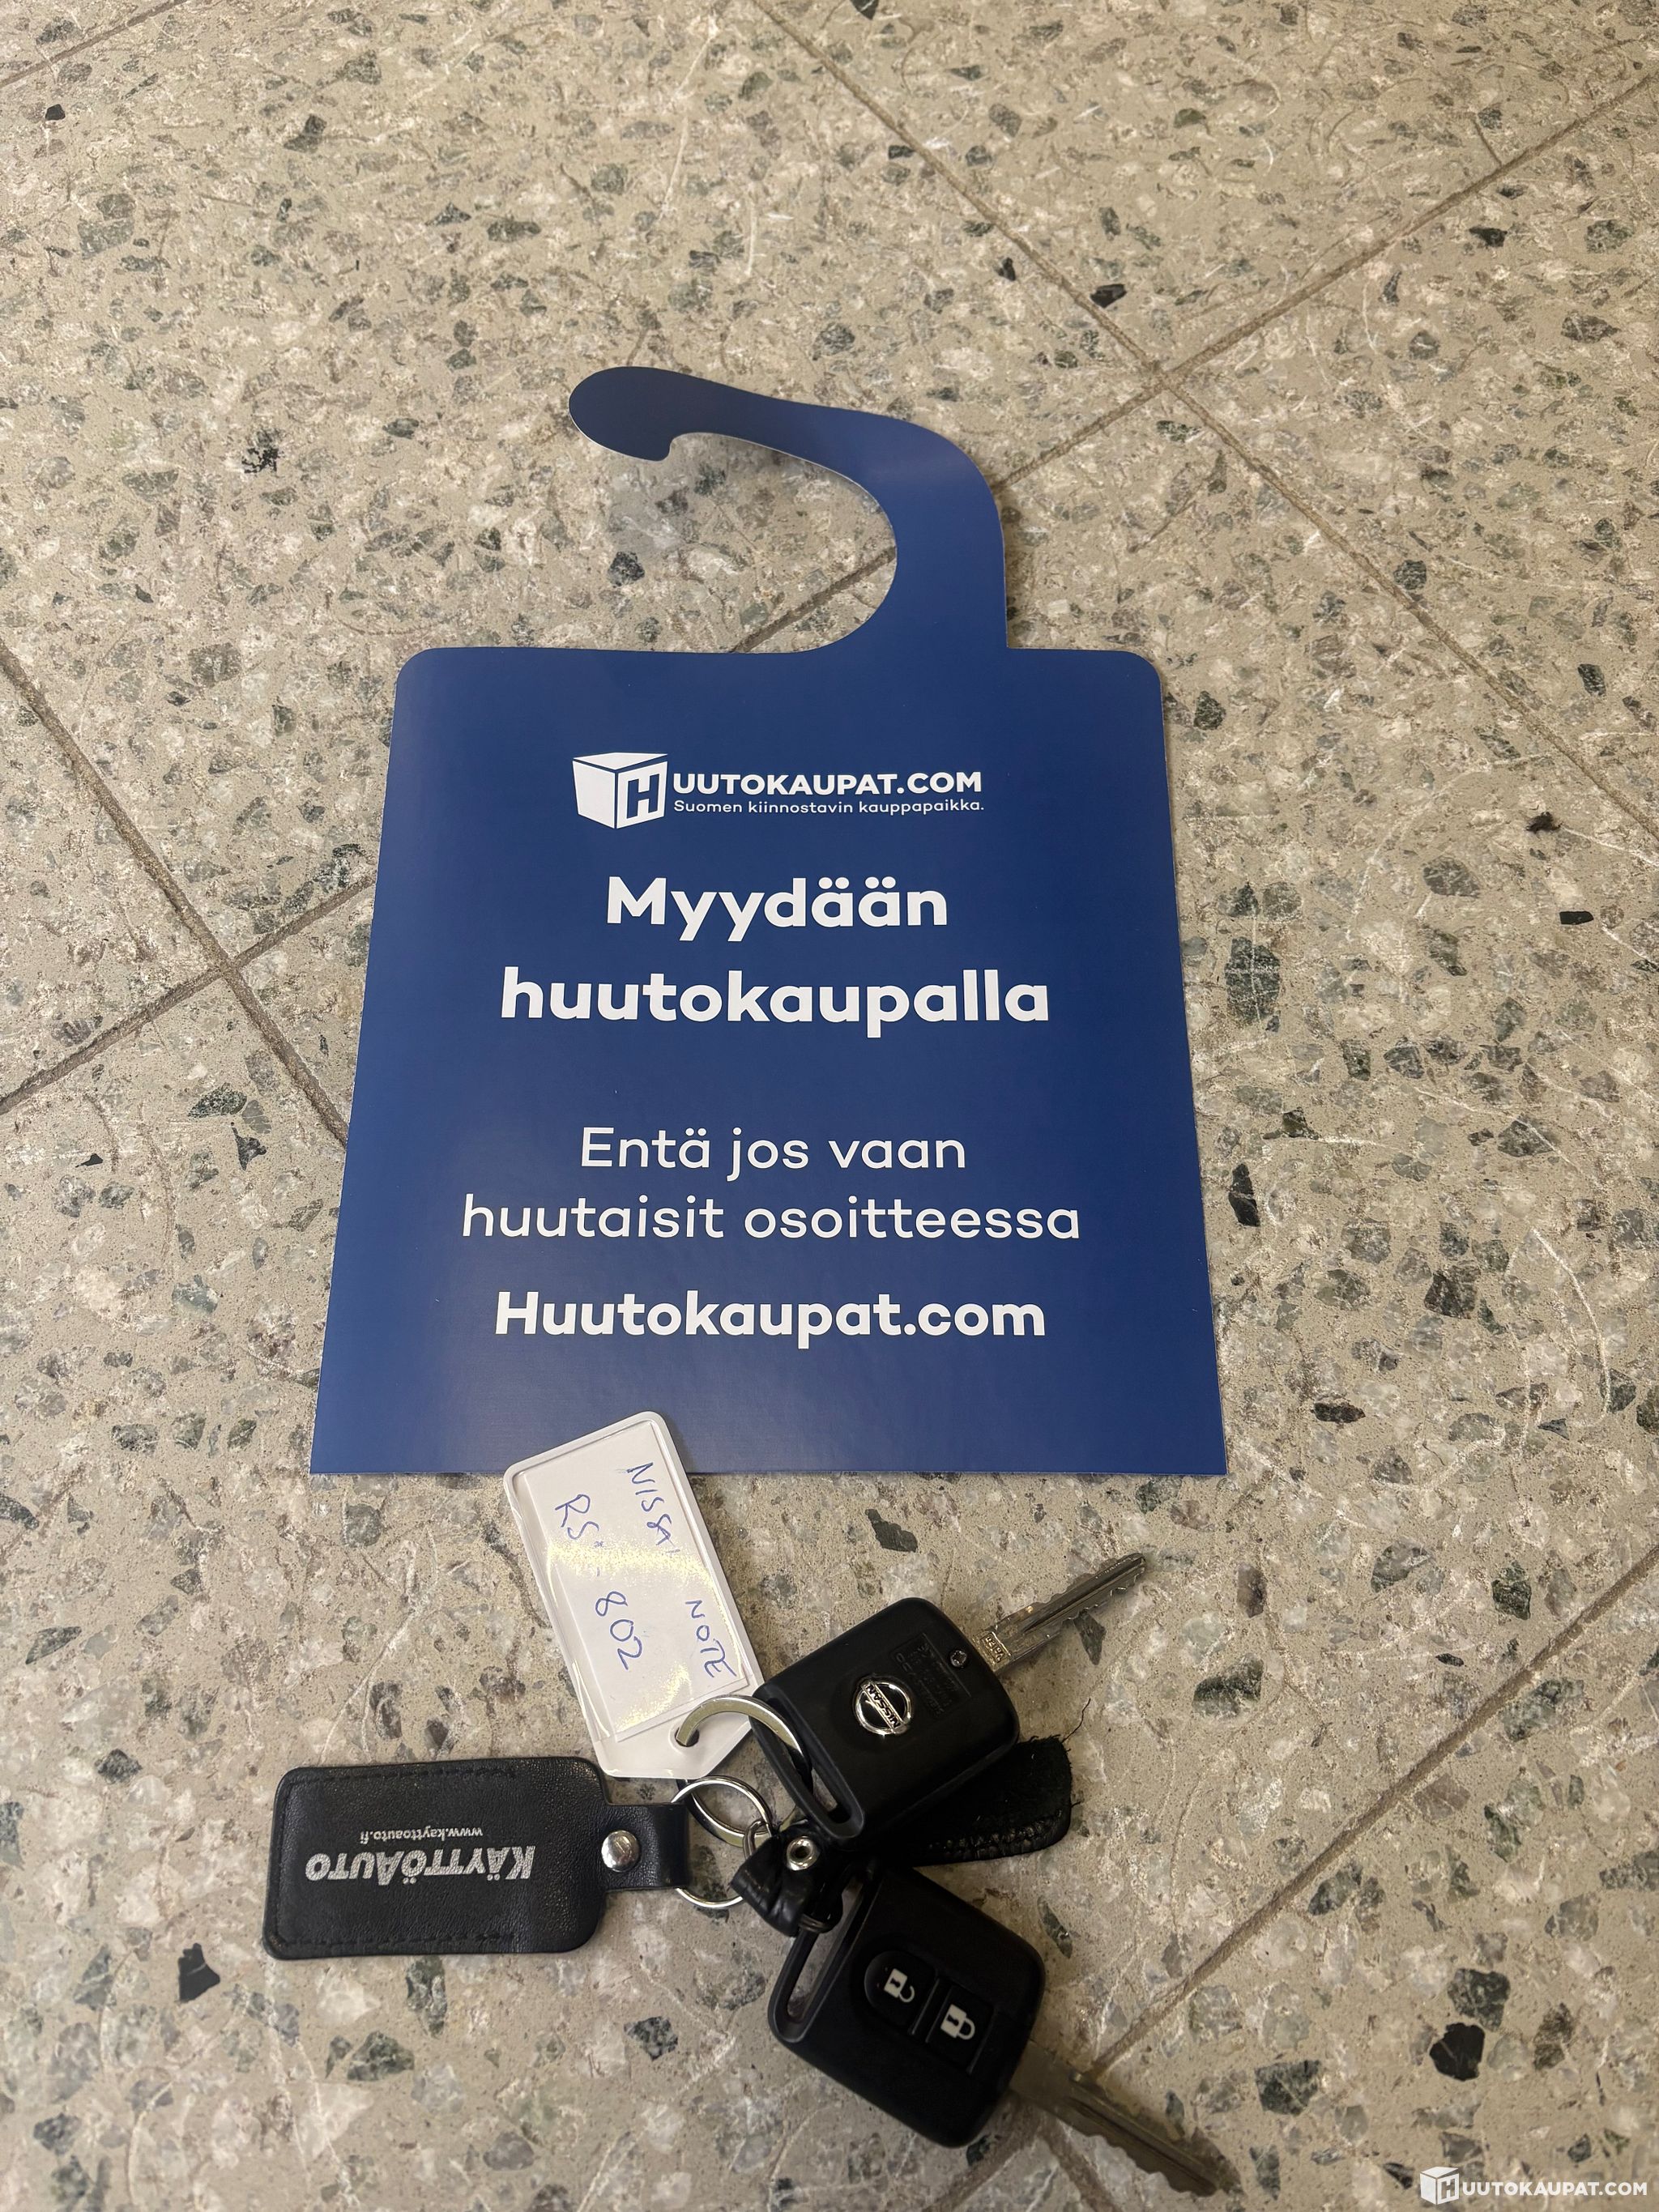 HUUTOKAUPAT.COM
Suomen kiinnostavin kauppapaikka.
Myydään
huutokaupalla
Entä jos vaan
huutaisit osoitteessa
Huutokaupat.com
NOTE
802
NISSAN
KÄYTTÖAUTO
www.kayttoauto.fi
HUUTOKAUPAT.COM